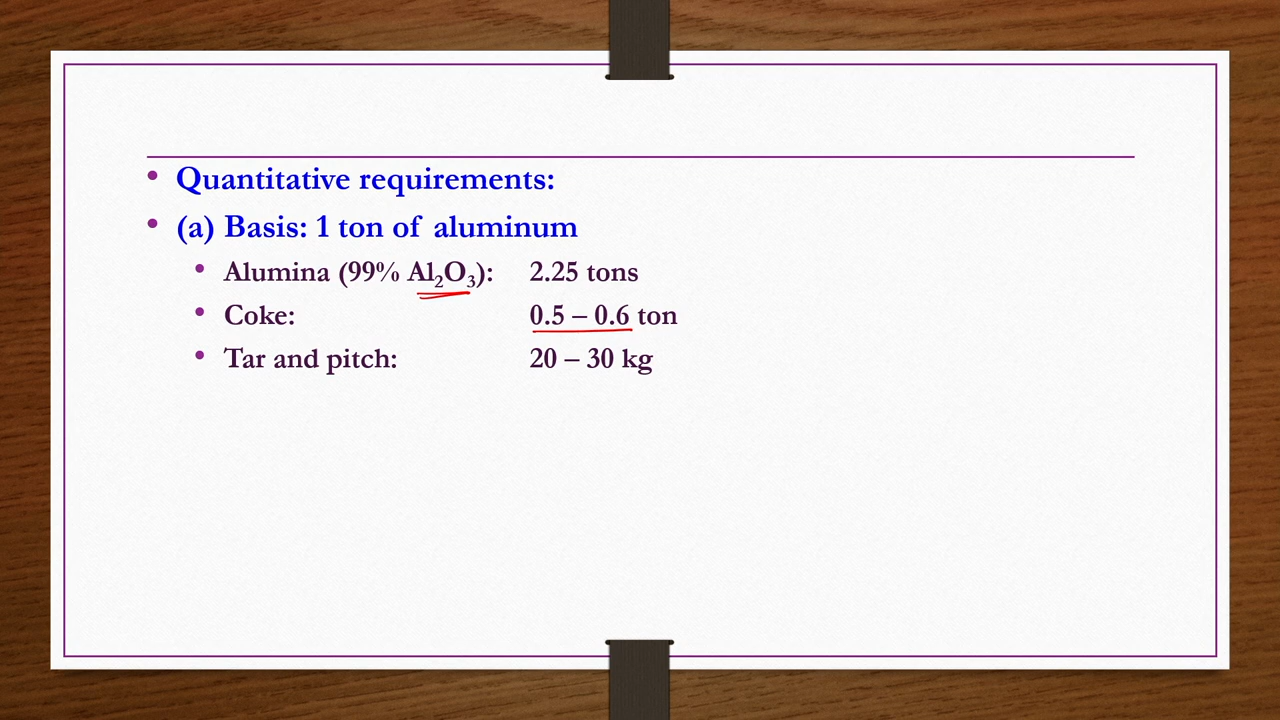 • Quantitative requirements:
• (a) Basis: 1 ton of aluminum
• Alumina (99% Al₂O₃): 2.25 tons
• Coke: 0.5 – 0.6 ton
• Tar and pitch: 20 – 30 kg